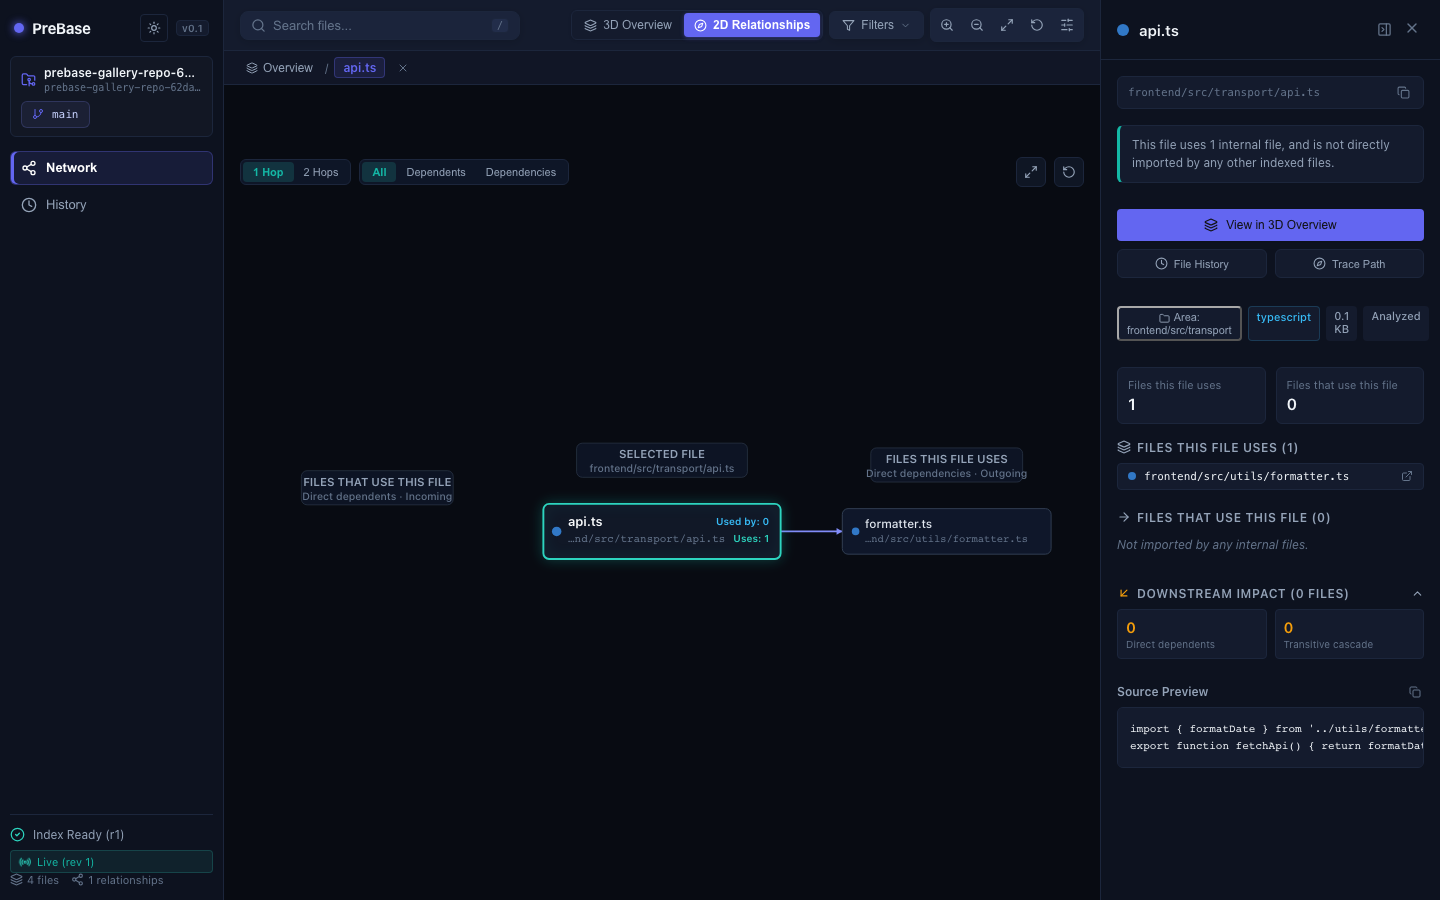 PreBase
v0.1
prebase-gallery-repo-6...
prebase-gallery-repo-62da...
main
Network
History
Index Ready (r1)
Live (rev 1)
4 files
1 relationships
Search files...
/
3D Overview
2D Relationships
Filters
Overview
/
api.ts
1 Hop
2 Hops
All
Dependents
Dependencies
FILES THAT USE THIS FILE
Direct dependents · Incoming
SELECTED FILE
frontend/src/transport/api.ts
api.ts
Used by: 0
…nd/src/transport/api.ts
Uses: 1
FILES THIS FILE USES
Direct dependencies · Outgoing
formatter.ts
…nd/src/utils/formatter.ts
api.ts
frontend/src/transport/api.ts
This file uses 1 internal file, and is not directly
imported by any other indexed files.
View in 3D Overview
File History
Trace Path
Area:
frontend/src/transport
typescript
0.1
KB
Analyzed
Files this file uses
1
Files that use this file
0
FILES THIS FILE USES (1)
frontend/src/utils/formatter.ts
FILES THAT USE THIS FILE (0)
Not imported by any internal files.
DOWNSTREAM IMPACT (0 FILES)
0
Direct dependents
0
Transitive cascade
Source Preview
import { formatDate } from '../utils/formatte
export function fetchApi() { return formatDat